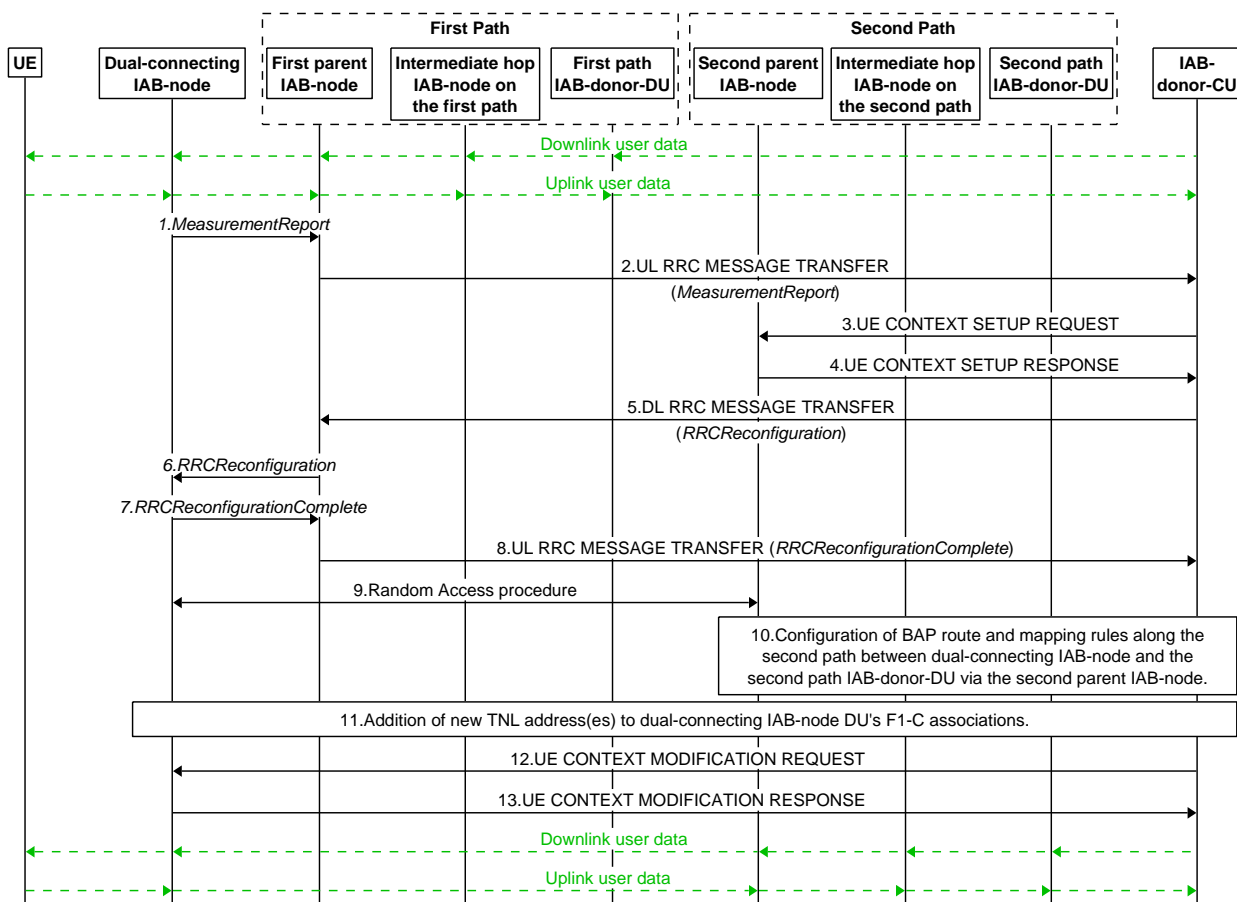 First Path
Second Path
UE
Dual-connecting
IAB-node
First parent
IAB-node
Intermediate hop
IAB-node on
the first path
First path
IAB-donor-DU
Second parent
IAB-node
Intermediate hop
IAB-node on
the second path
Second path
IAB-donor-DU
IAB-
donor-CU
Downlink user data
Uplink user data
1.MeasurementReport
2.UL RRC MESSAGE TRANSFER
(MeasurementReport)
3.UE CONTEXT SETUP REQUEST
4.UE CONTEXT SETUP RESPONSE
5.DL RRC MESSAGE TRANSFER
(RRCReconfiguration)
6.RRCReconfiguration
7.RRCReconfigurationComplete
8.UL RRC MESSAGE TRANSFER (RRCReconfigurationComplete)
9.Random Access procedure
10.Configuration of BAP route and mapping rules along the
second path between dual-connecting IAB-node and the
second path IAB-donor-DU via the second parent IAB-node.
11.Addition of new TNL address(es) to dual-connecting IAB-node DU's F1-C associations.
12.UE CONTEXT MODIFICATION REQUEST
13.UE CONTEXT MODIFICATION RESPONSE
Downlink user data
Uplink user data